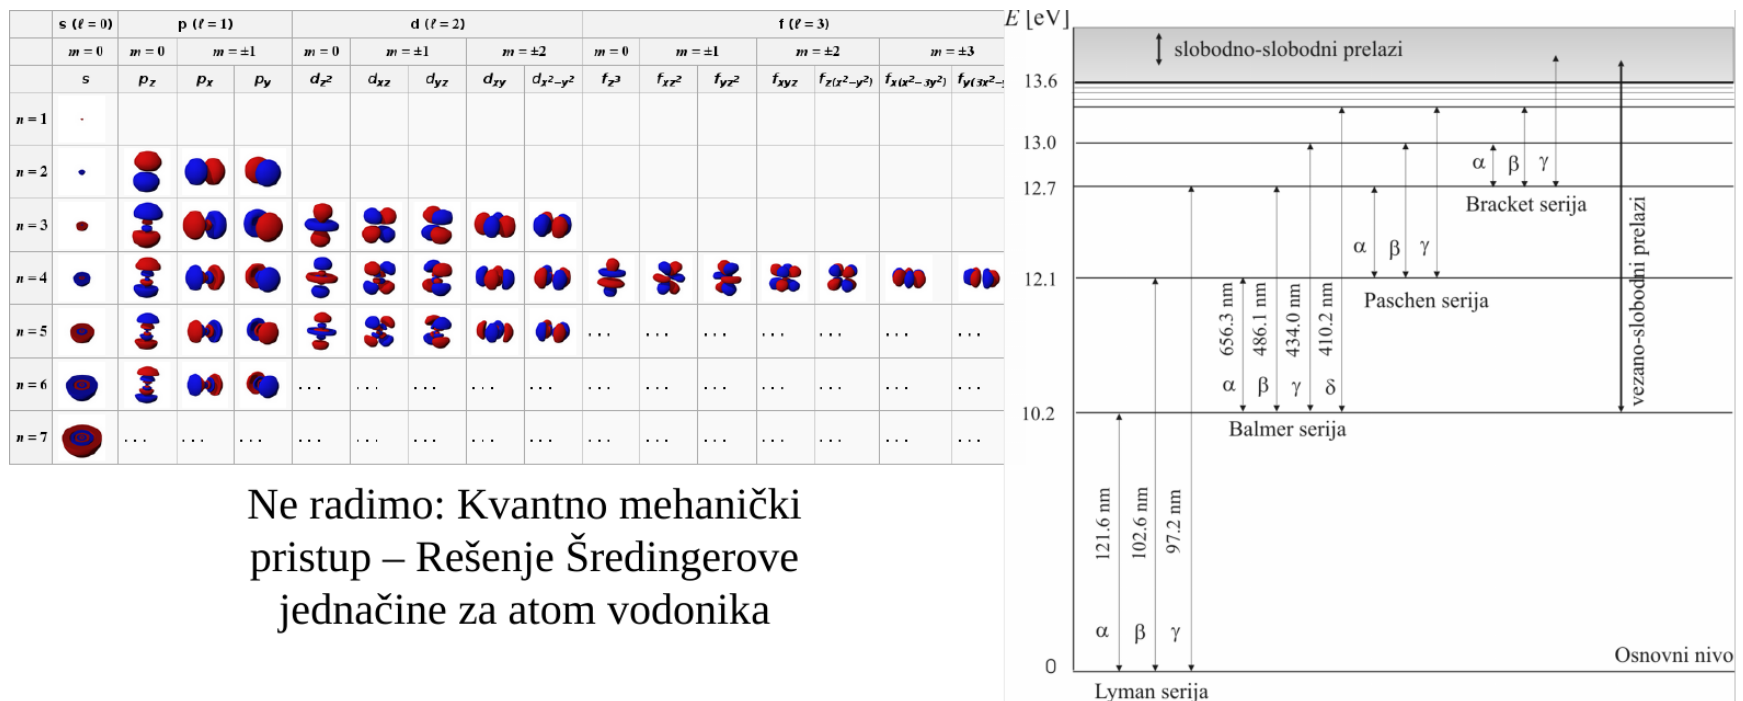 s (ℓ = 0) p (ℓ = 1) d (ℓ = 2) f (ℓ = 3)
m = 0 m = 0 m = ±1 m = 0 m = ±1 m = ±2 m = 0 m = ±1 m = ±2 m = ±3
s pz px py dz² dxz dyz dxy dx²−y² fz³ fxz² fyz² fxyz fz(x²−y²) fx(x²−3y²) fy(3x²−
n = 1
n = 2
n = 3
n = 4
n = 5 ... ... ... ... ... ... ...
n = 6 ... ... ... ... ... ... ... ... ... ... ... ...
n = 7 ... ... ... ... ... ... ... ... ... ... ... ... ... ... ...
Ne radimo: Kvantno mehanički
pristup – Rešenje Šredingerove
jednačine za atom vodonika
E [eV]
slobodno-slobodni prelazi
13.6
13.0
α β γ
12.7
Bracket serija
α β γ
12.1
Paschen serija
656.3 nm
486.1 nm
434.0 nm
410.2 nm
vezano-slobodni prelazi
α β γ δ
10.2
Balmer serija
121.6 nm
102.6 nm
97.2 nm
α β γ
Osnovni nivo
0
Lyman serija